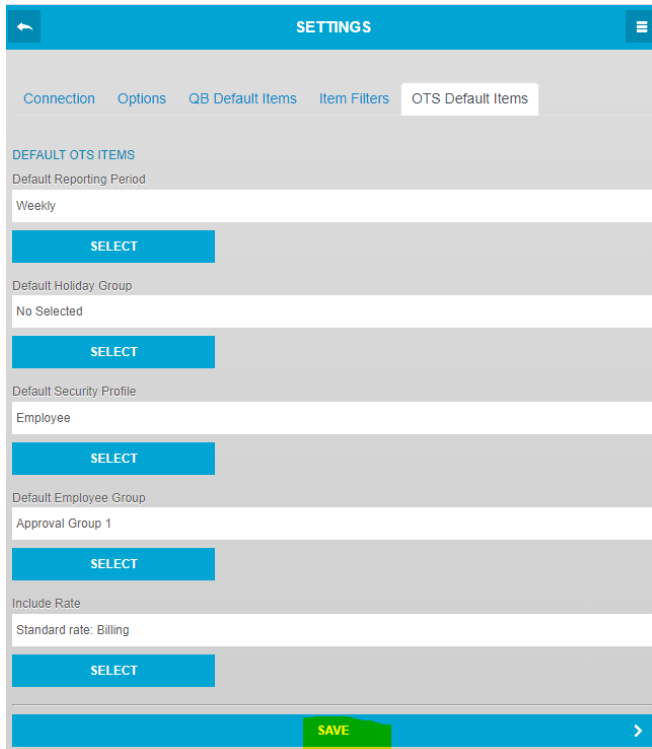 SETTINGS
Connection Options QB Default Items Item Filters OTS Default Items
DEFAULT OTS ITEMS
Default Reporting Period
Weekly
SELECT
Default Holiday Group
No Selected
SELECT
Default Security Profile
Employee
SELECT
Default Employee Group
Approval Group 1
SELECT
Include Rate
Standard rate: Billing
SELECT
SAVE